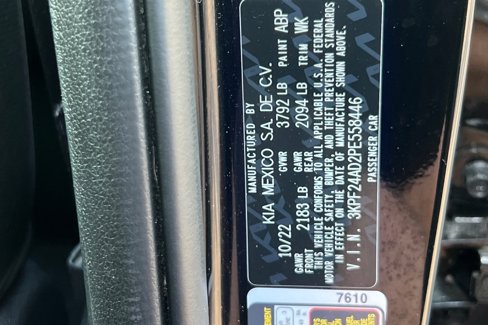 MANUFACTURED BY
KIA MEXICO S.A. DE C.V.
10/22 GVWR 3792 LB PAINT ABP
GAWR FRONT 2183 LB GAWR REAR 2094 LB TRIM WK
THIS VEHICLE CONFORMS TO ALL APPLICABLE U.S.A. FEDERAL
MOTOR VEHICLE SAFETY, BUMPER, AND THEFT PREVENTION STANDARDS
IN EFFECT ON THE DATE OF MANUFACTURE SHOWN ABOVE.
V.I.N. 3KPF24AD2PE558446
PASSENGER CAR
7610